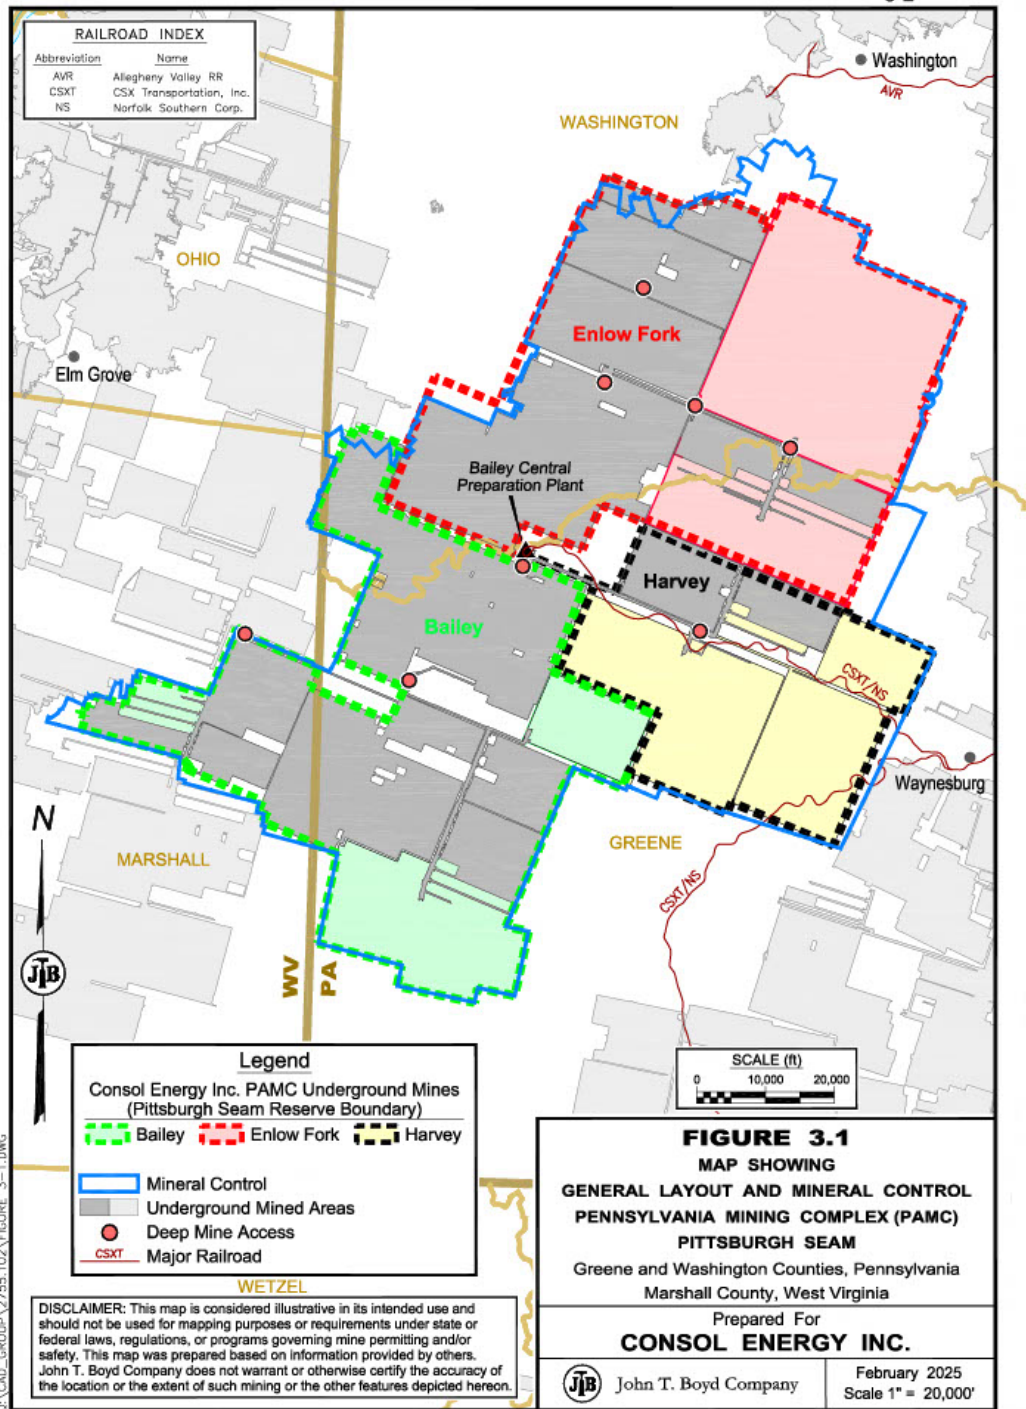 RAILROAD INDEX
Abbreviation Name
AVR Allegheny Valley RR
CSXT CSX Transportation, Inc.
NS Norfolk Southern Corp.
Washington
AVR
WASHINGTON
OHIO
Enlow Fork
Elm Grove
Bailey Central
Preparation Plant
Harvey
Bailey
CSXT/NS
Waynesburg
N
MARSHALL
GREENE
CSXT/NS
JTB
WV
PA
Legend
Consol Energy Inc. PAMC Underground Mines
(Pittsburgh Seam Reserve Boundary)
Bailey Enlow Fork Harvey
Mineral Control
Underground Mined Areas
Deep Mine Access
CSXT Major Railroad
SCALE (ft)
0 10,000 20,000
WETZEL
DISCLAIMER: This map is considered illustrative in its intended use and
should not be used for mapping purposes or requirements under state or
federal laws, regulations, or programs governing mine permitting and/or
safety. This map was prepared based on information provided by others.
John T. Boyd Company does not warrant or otherwise certify the accuracy of
the location or the extent of such mining or the other features depicted hereon.
FIGURE 3.1
MAP SHOWING
GENERAL LAYOUT AND MINERAL CONTROL
PENNSYLVANIA MINING COMPLEX (PAMC)
PITTSBURGH SEAM
Greene and Washington Counties, Pennsylvania
Marshall County, West Virginia
Prepared For
CONSOL ENERGY INC.
JTB John T. Boyd Company
February 2025
Scale 1" = 20,000'